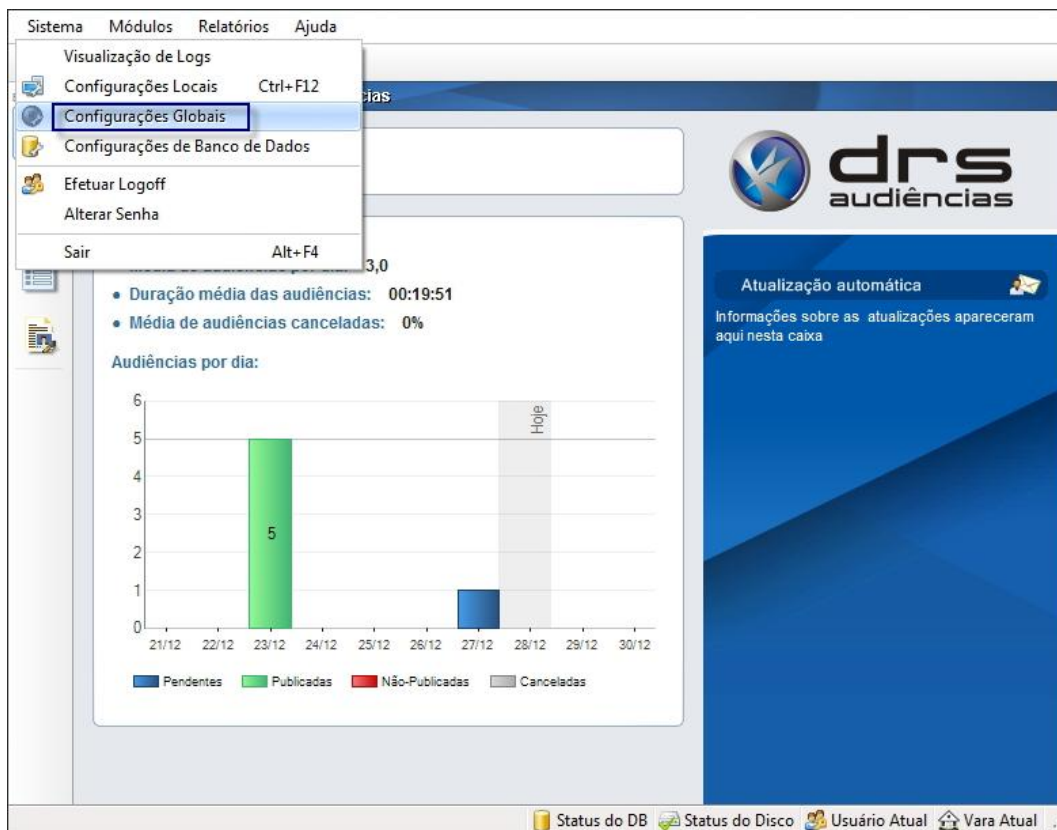 Sistema Módulos Relatórios Ajuda
Visualização de Logs
Configurações Locais Ctrl+F12
Configurações Globais
Configurações de Banco de Dados
Efetuar Logoff
Alterar Senha
Sair Alt+F4
3,0
• Duração média das audiências: 00:19:51
• Média de audiências canceladas: 0%
Audiências por dia:
6
5
4
3
2
1
0
5
Hoje
21/12 22/12 23/12 24/12 25/12 26/12 27/12 28/12 29/12 30/12
Pendentes Publicadas Não-Publicadas Canceladas
drs
audiências
Atualização automática
Informações sobre as atualizações apareceram
aqui nesta caixa
Status do DB Status do Disco Usuário Atual Vara Atual